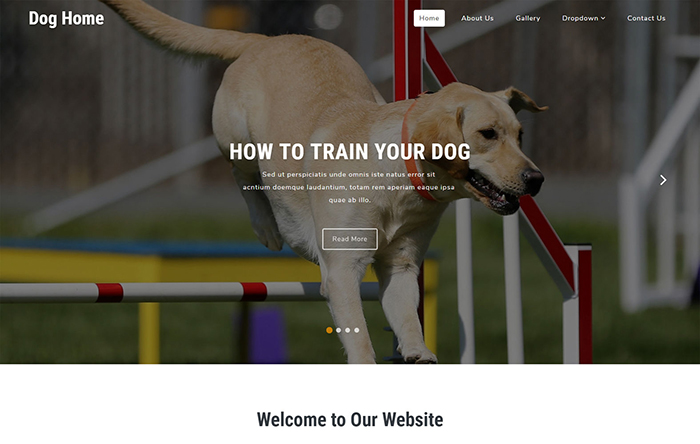 Dog Home
Home About Us Gallery Dropdown Contact Us
HOW TO TRAIN YOUR DOG
Sed ut perspiciatis unde omnis iste natus error sit
acntium doemque laudantium, totam rem aperiam eaque ipsa
quae ab illo.
Read More
Welcome to Our Website